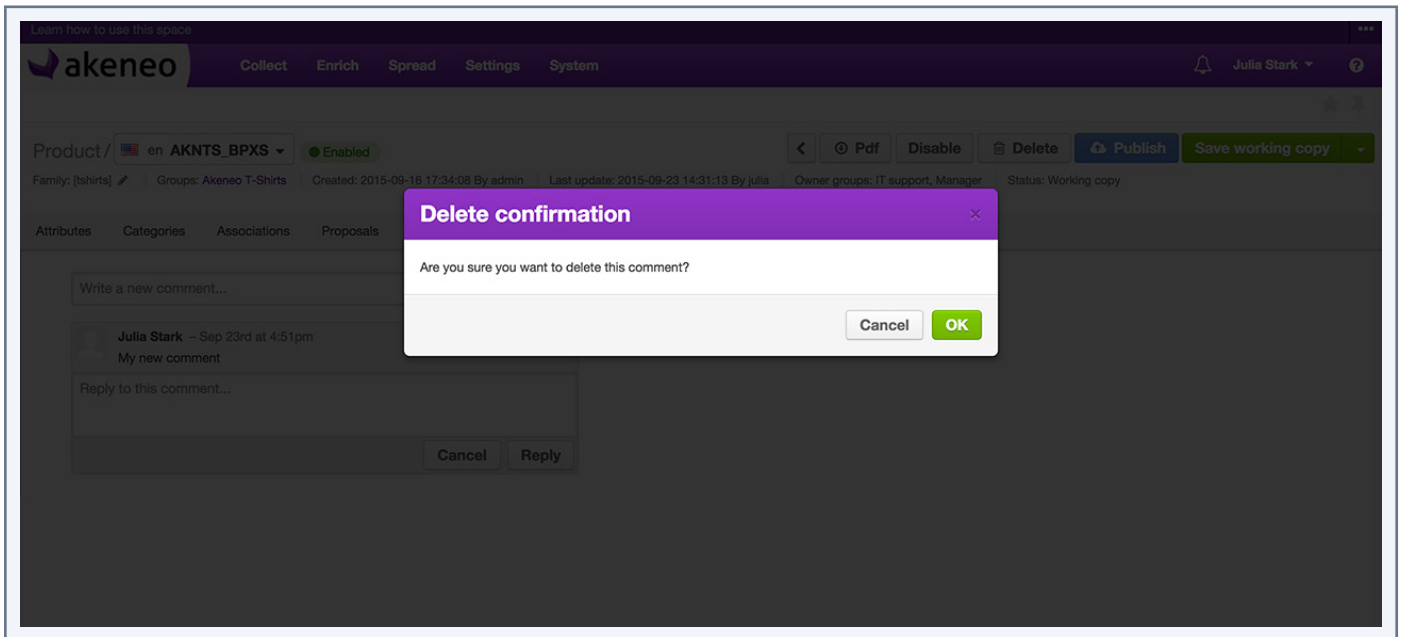 Learn how to use this space
akeneo Collect Enrich Spread Settings System Julia Stark
Product / en AKNTS_BPXS Enabled Pdf Disable Delete Publish Save working copy
Family: [tshirts] Groups: Akeneo T-Shirts Created: 2015-09-16 17:34:08 By admin Last update: 2015-09-23 14:31:13 By julia Owner groups: IT support, Manager Status: Working copy
Delete confirmation
Attributes Categories Associations Proposals
Are you sure you want to delete this comment?
Write a new comment...
Cancel OK
Julia Stark – Sep 23rd at 4:51pm
My new comment
Reply to this comment...
Cancel Reply